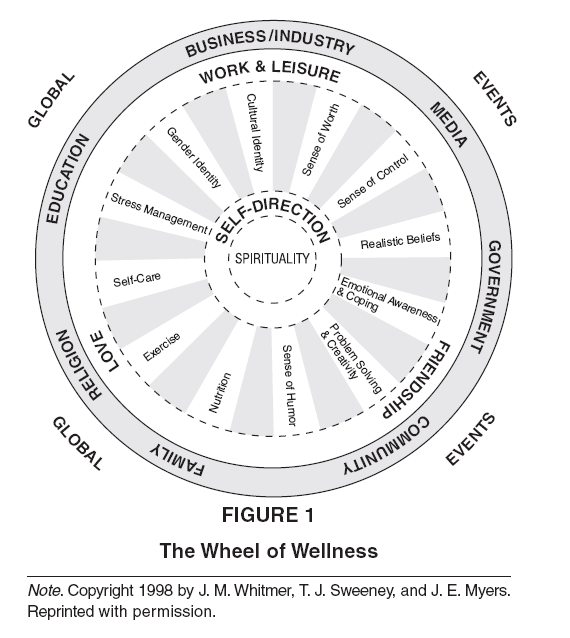 BUSINESS/INDUSTRY
WORK & LEISURE
GLOBAL
EVENTS
MEDIA
EDUCATION
GOVERNMENT
Cultural Identity
Sense of Worth
Gender Identity
Sense of Control
Stress Management
Realistic Beliefs
SELF-DIRECTION
SPIRITUALITY
Self-Care
Emotional Awareness
& Coping
Exercise
Problem Solving
& Creativity
Nutrition
Sense of Humor
LOVE
FRIENDSHIP
RELIGION
COMMUNITY
FAMILY
GLOBAL
EVENTS
FIGURE 1
The Wheel of Wellness
Note. Copyright 1998 by J. M. Whitmer, T. J. Sweeney, and J. E. Myers.
Reprinted with permission.